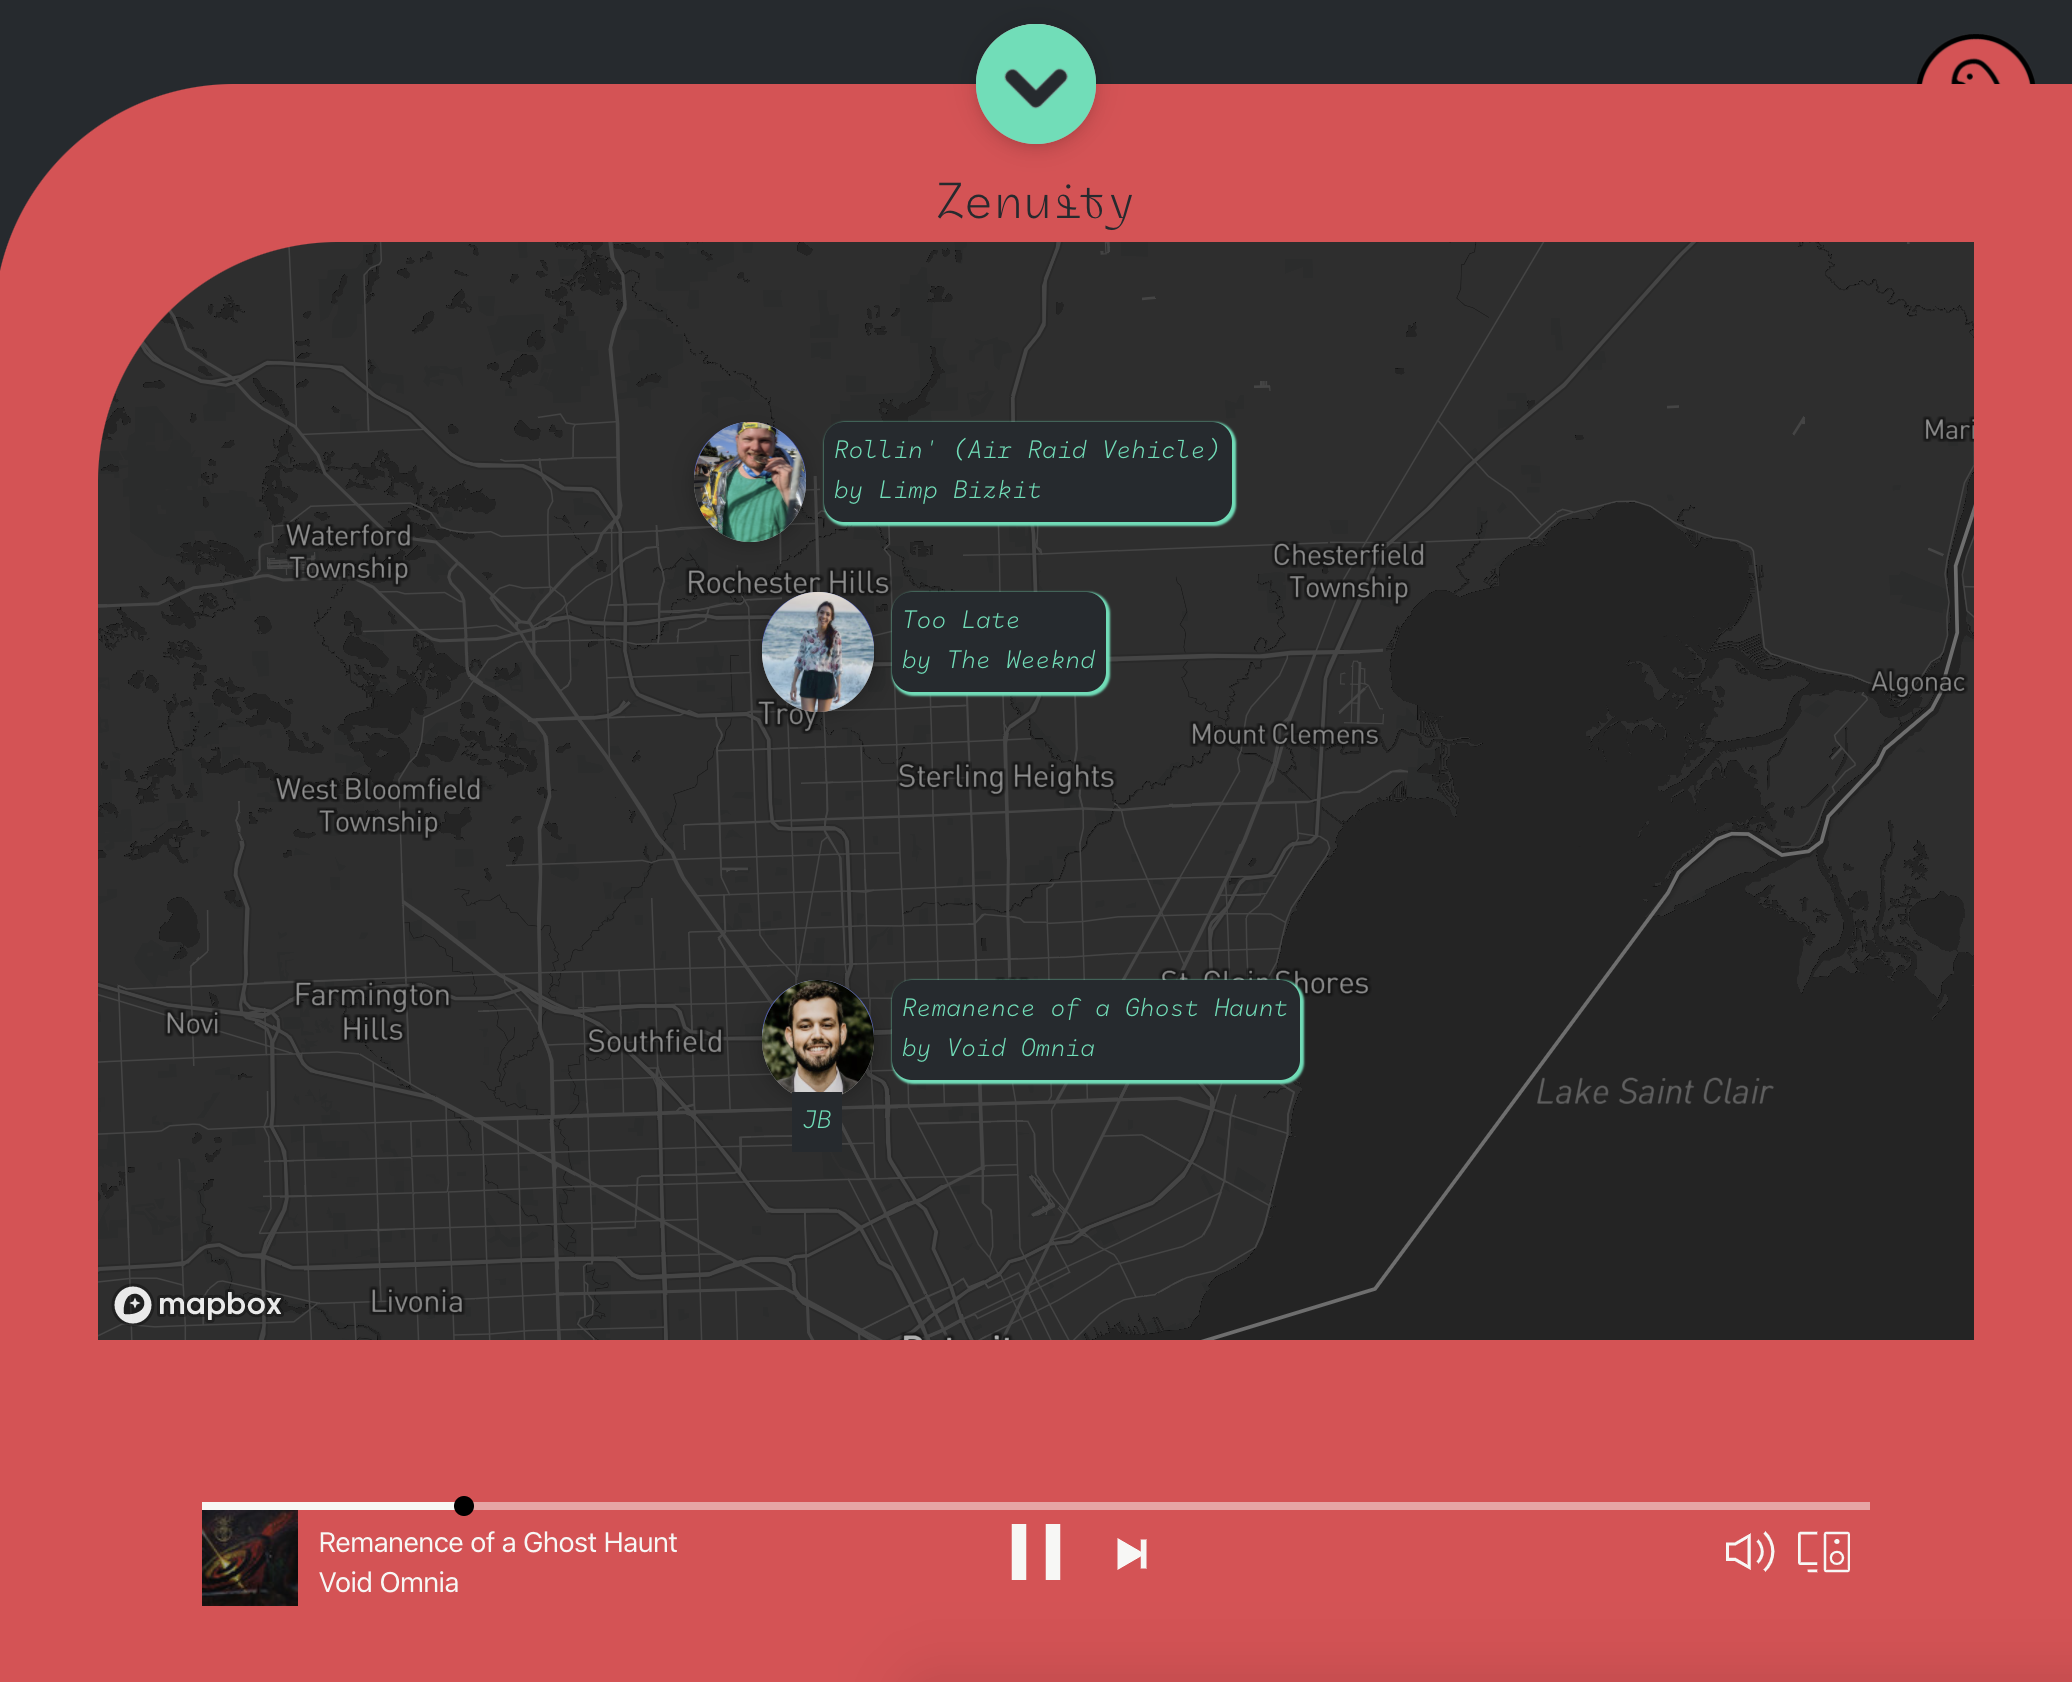 Zenuity
Mari
Rollin' (Air Raid Vehicle)
by Limp Bizkit
Waterford
Township
Chesterfield
Township
Rochester Hills
Too Late
by The Weeknd
Algonac
Troy
Mount Clemens
Sterling Heights
West Bloomfield
Township
St. Clair Shores
Farmington
Hills
Novi
Southfield
Remanence of a Ghost Haunt
by Void Omnia
Lake Saint Clair
JB
mapbox
Livonia
Detroit
Remanence of a Ghost Haunt
Void Omnia